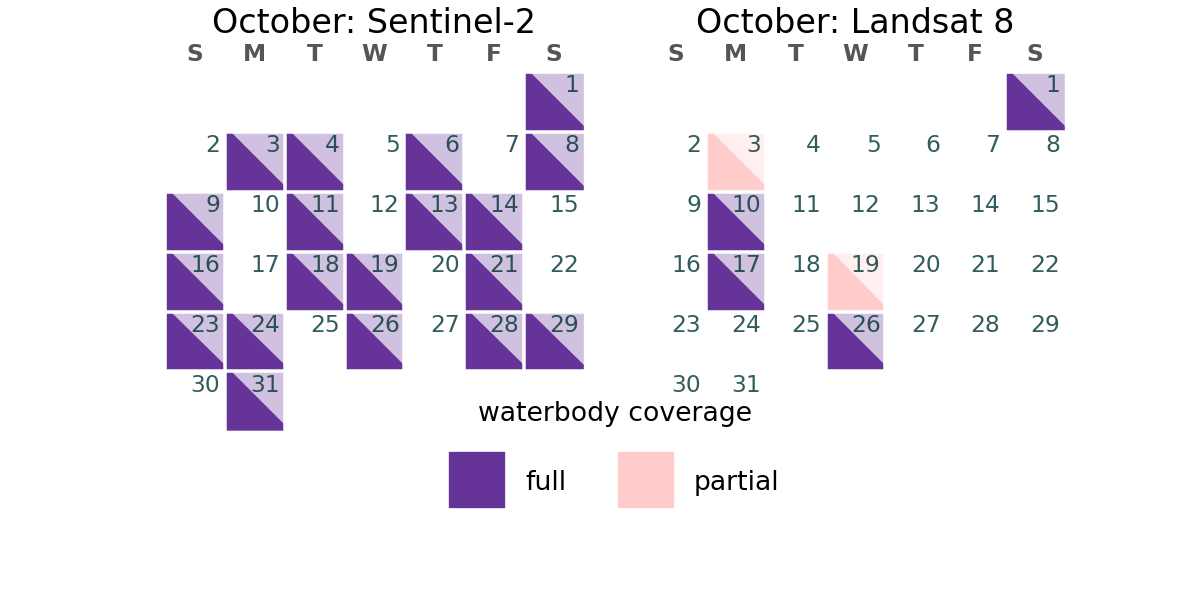 October: Sentinel-2
S M T W T F S
1
2 3 4 5 6 7 8
9 10 11 12 13 14 15
16 17 18 19 20 21 22
23 24 25 26 27 28 29
30 31
October: Landsat 8
S M T W T F S
1
2 3 4 5 6 7 8
9 10 11 12 13 14 15
16 17 18 19 20 21 22
23 24 25 26 27 28 29
30 31
waterbody coverage
full partial